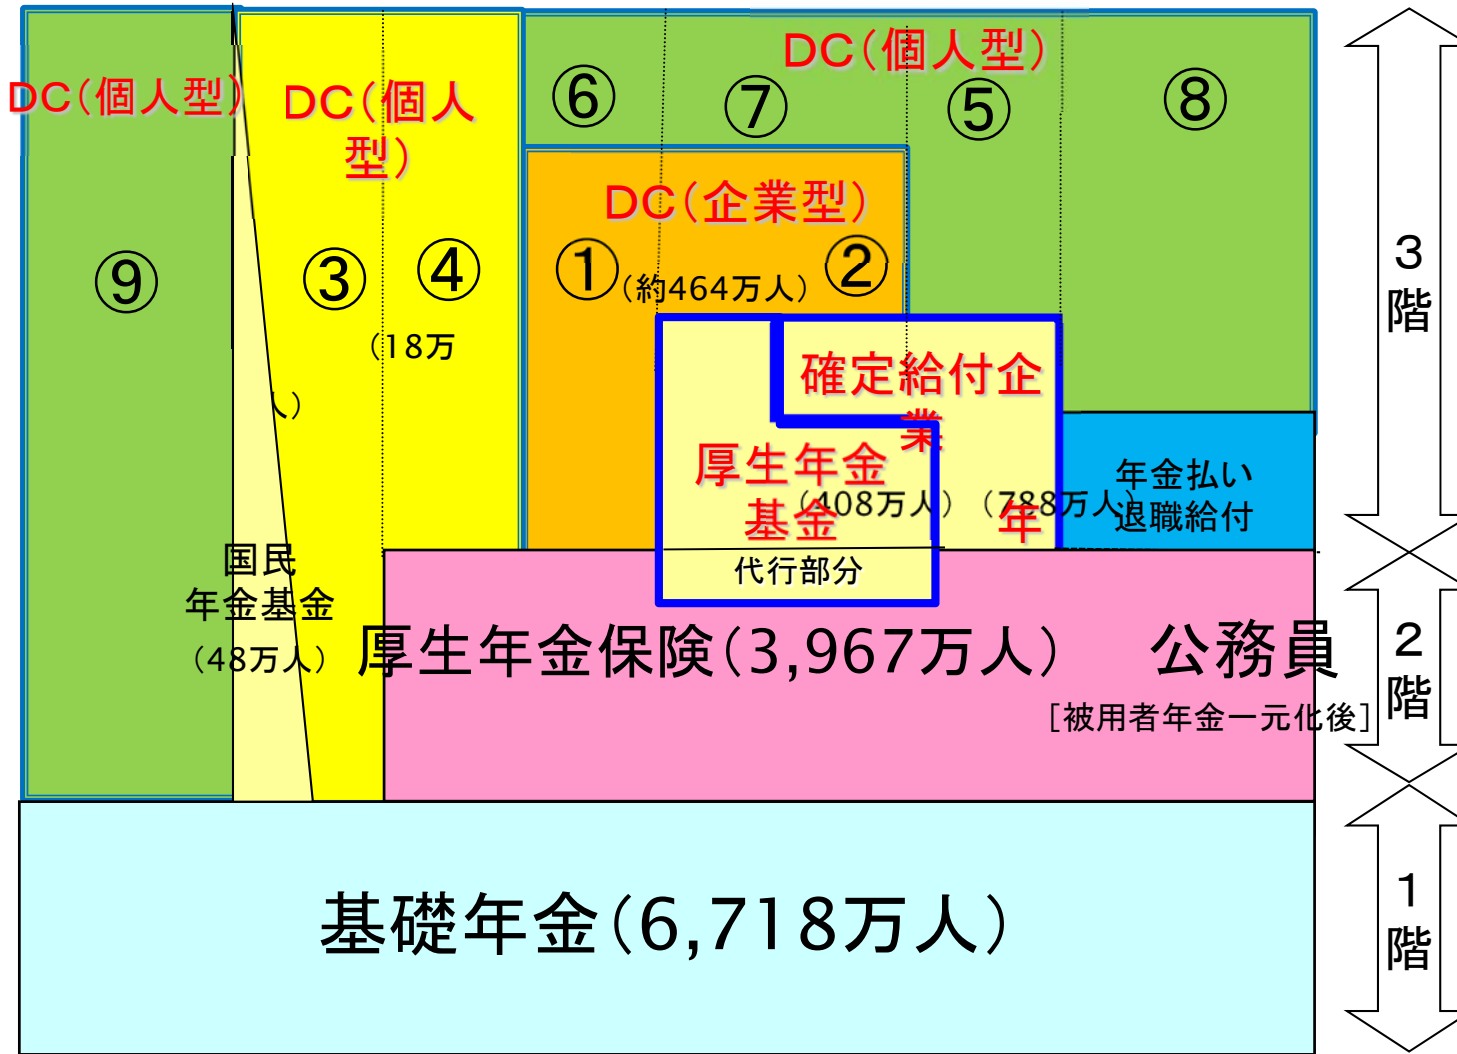 DC(個人型)
DC(個人
型)
DC(個人型)
⑥
⑦
⑤
⑧
DC(企業型)
⑨
③
④
①
(約464万人)
②
(18万
人)
確定給付企
業
年
厚生年金
基金
(408万人)
(788万人)
代行部分
年金払い
退職給付
国民
年金基金
(48万人)
厚生年金保険(3,967万人)
公務員
[被用者年金一元化後]
基礎年金(6,718万人)
3
階
2
階
1
階